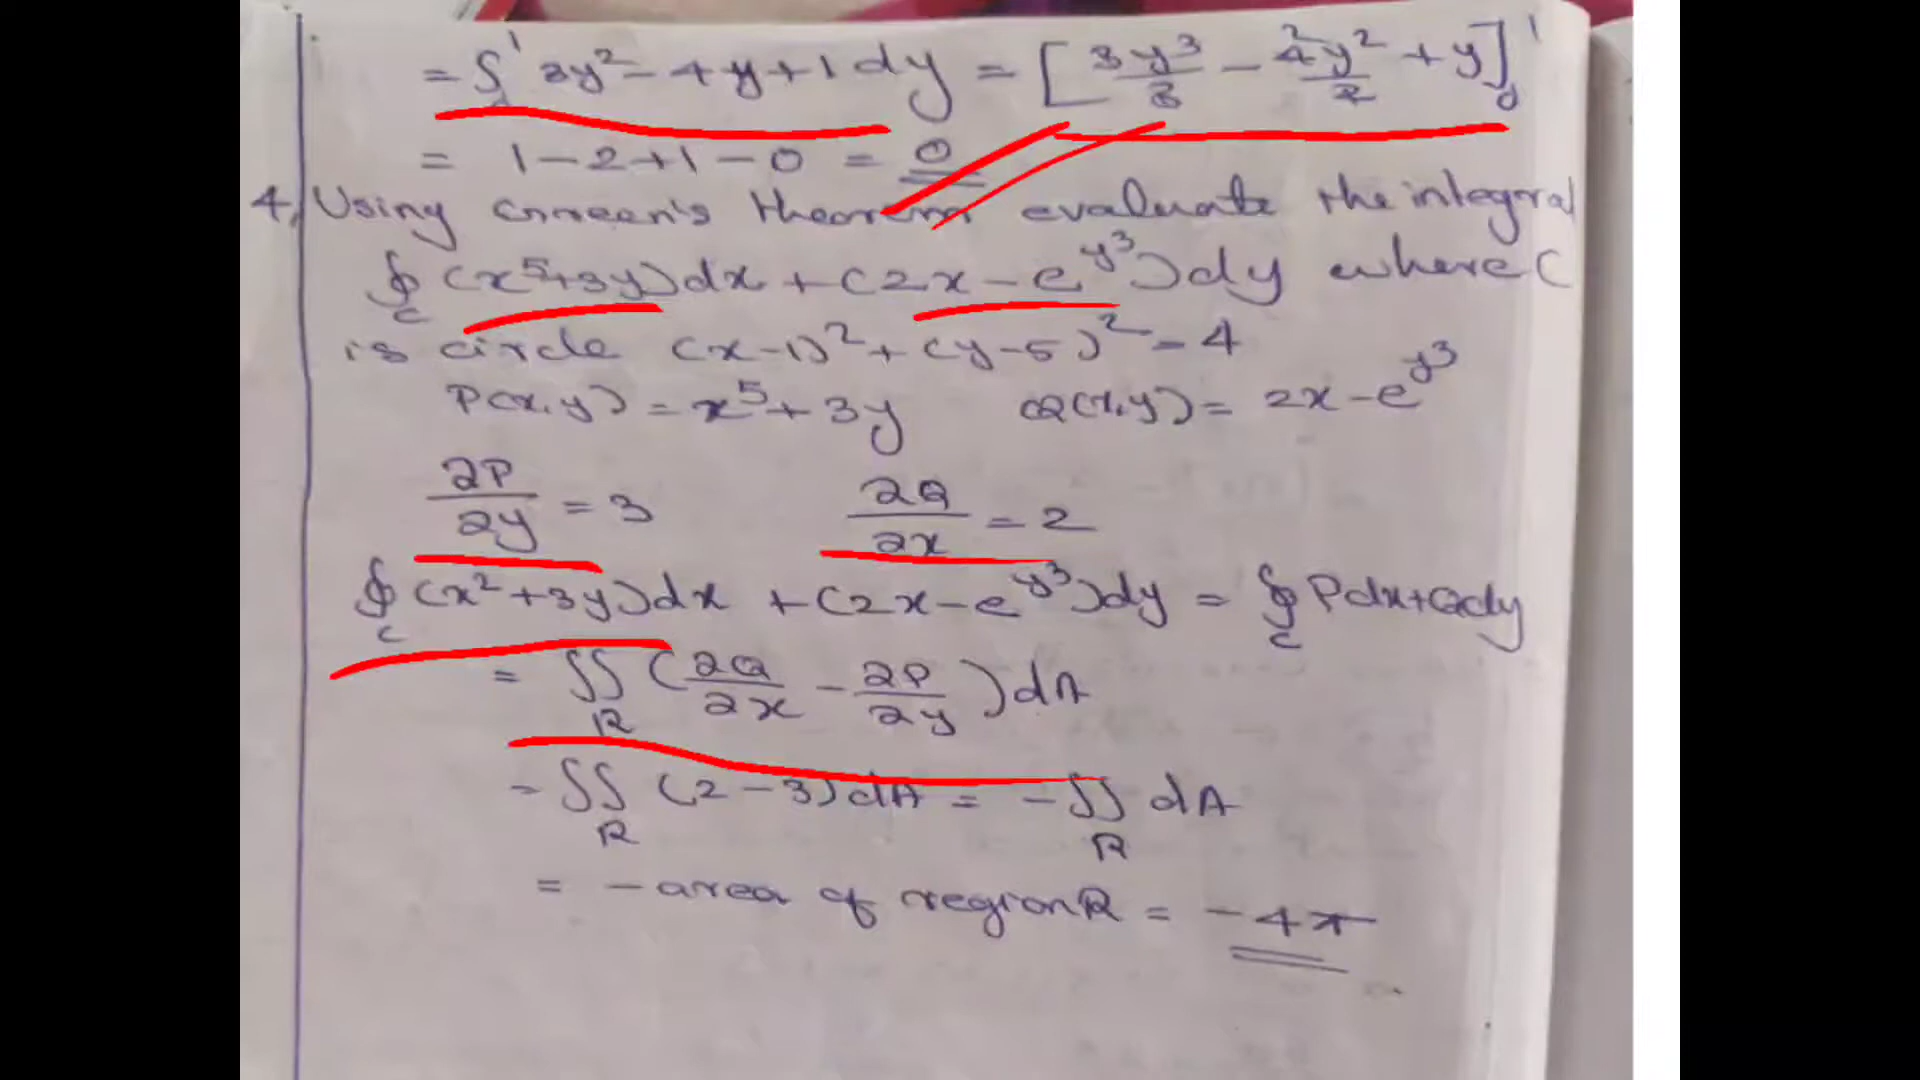 = ∫₀¹ 3y² - 4y + 1 dy = [3y³/3 - 4y²/2 + y]₀¹
= 1 - 2 + 1 - 0 = 0
4, Using Green's theorem evaluate the integral
∮c (x⁵+3y)dx + (2x - e^y³)dy where C
is circle (x-1)² + (y-5)² = 4
P(x,y) = x⁵ + 3y Q(x,y) = 2x - e^y³
∂P/∂y = 3 ∂Q/∂x = 2
∮c (x²+3y)dx + (2x - e^y³)dy = ∮c Pdx+Qdy
= ∬R (∂Q/∂x - ∂P/∂y) dA
= ∬R (2-3) dA = -∬R dA
= - area of region R = -4π